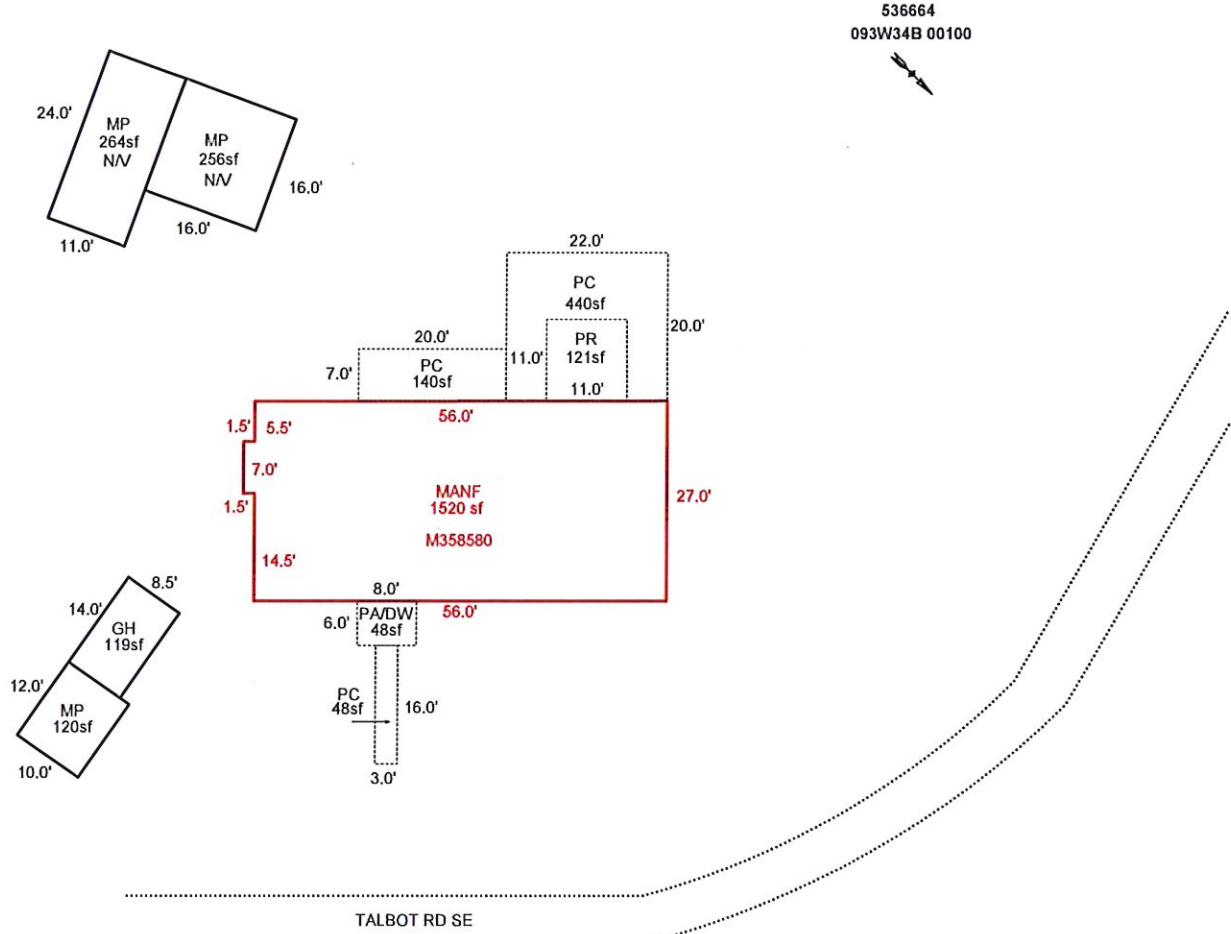 536664
093W34B 00100
N
24.0'
MP
264sf
N/V
MP
256sf
N/V
16.0'
16.0'
11.0'
22.0'
PC
440sf
20.0'
20.0'
PR
121sf
11.0'
11.0'
7.0'
PC
140sf
56.0'
1.5'
5.5'
7.0'
1.5'
MANF
1520 sf
27.0'
M358580
14.5'
8.0'
56.0'
6.0'
PA/DW
48sf
8.5'
14.0'
GH
119sf
12.0'
MP
120sf
10.0'
PC
48sf
16.0'
3.0'
TALBOT RD SE